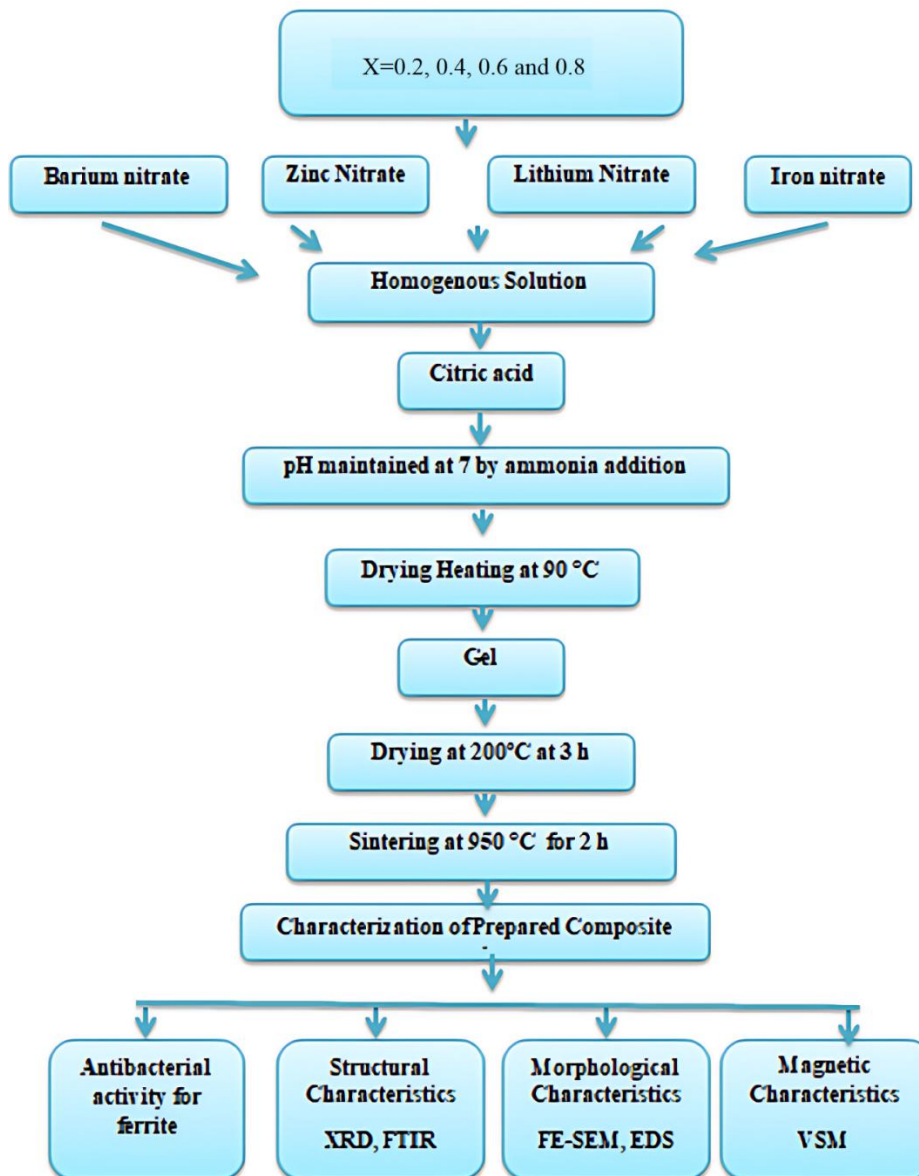 X=0.2, 0.4, 0.6 and 0.8
Barium nitrate
Zinc Nitrate
Lithium Nitrate
Iron nitrate
Homogenous Solution
Citric acid
pH maintained at 7 by ammonia addition
Drying Heating at 90 °C
Gel
Drying at 200°C at 3 h
Sintering at 950 °C for 2 h
Characterization of Prepared Composite
Antibacterial
activity for
ferrite
Structural
Characteristics
XRD, FTIR
Morphological
Characteristics
FE-SEM, EDS
Magnetic
Characteristics
VSM